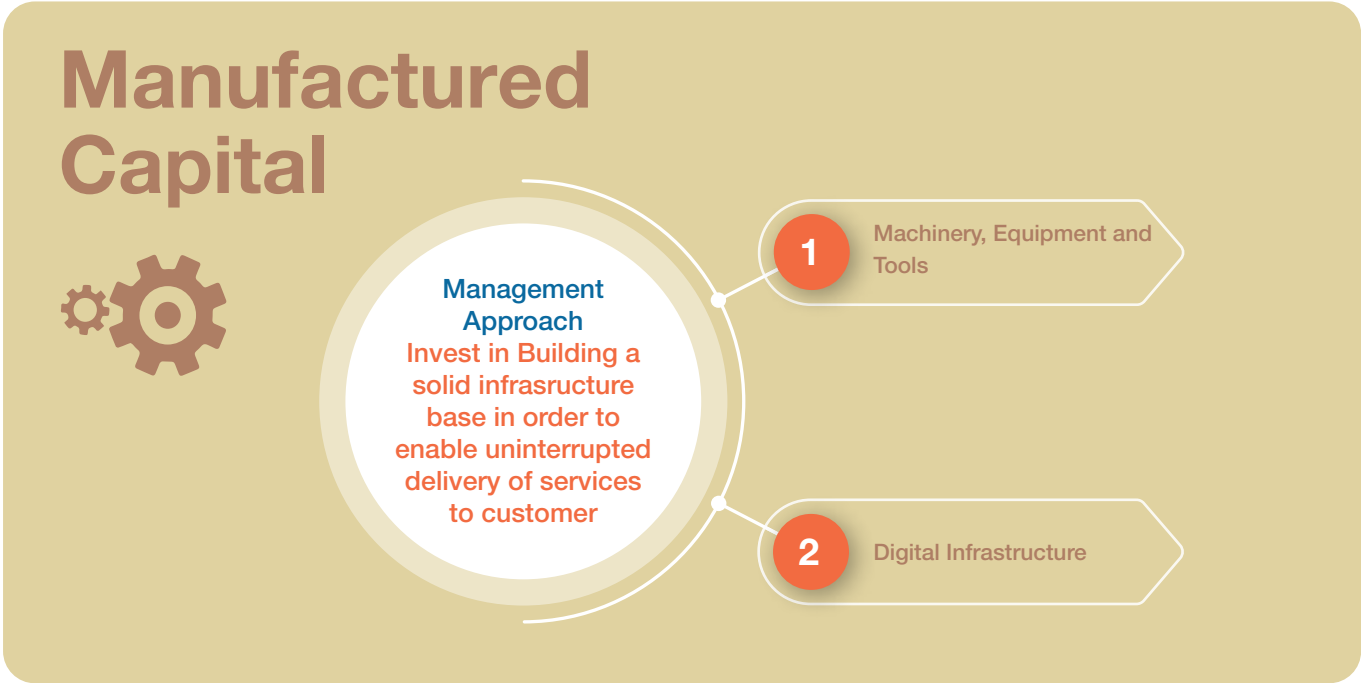 Manufactured
Capital
Management
Approach
Invest in Building a
solid infrasructure
base in order to
enable uninterrupted
delivery of services
to customer
1
Machinery, Equipment and
Tools
2
Digital Infrastructure